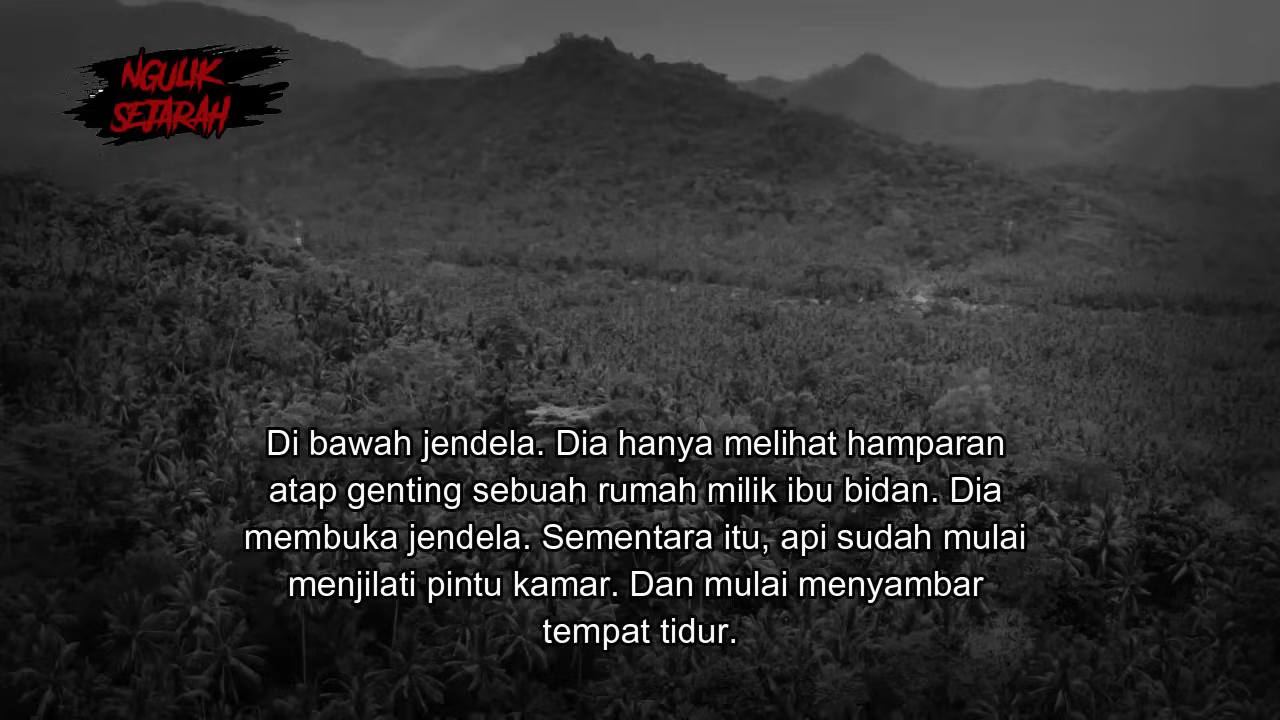 NGULIK
SEJARAH
Di bawah jendela. Dia hanya melihat hamparan
atap genting sebuah rumah milik ibu bidan. Dia
membuka jendela. Sementara itu, api sudah mulai
menjilati pintu kamar. Dan mulai menyambar
tempat tidur.